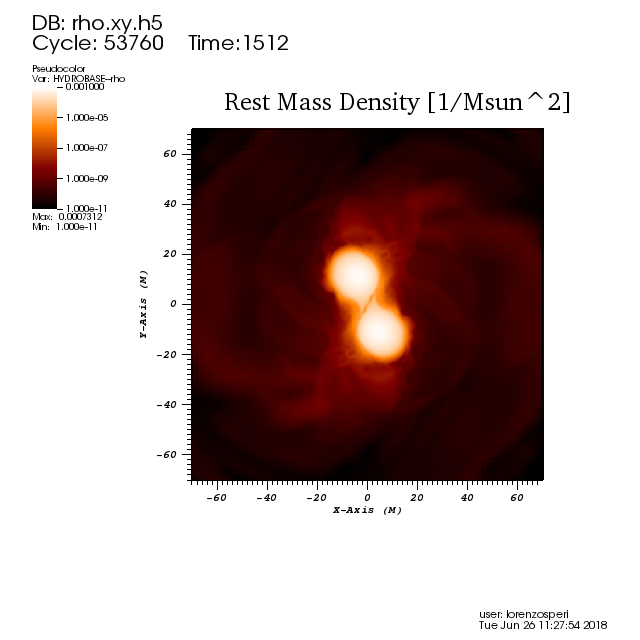 DB: rho.xy.h5
Cycle: 53760 Time:1512
Pseudocolor
Var: HYDROBASE--rho
0.001000
1.000e-05
1.000e-07
1.000e-09
1.000e-11
Max: 0.0007312
Min: 1.000e-11
Rest Mass Density [1/Msun^2]
60
40
20
0
-20
-40
-60
Y-Axis (M)
-60 -40 -20 0 20 40 60
X-Axis (M)
user: lorenzosperi
Tue Jun 26 11:27:54 2018